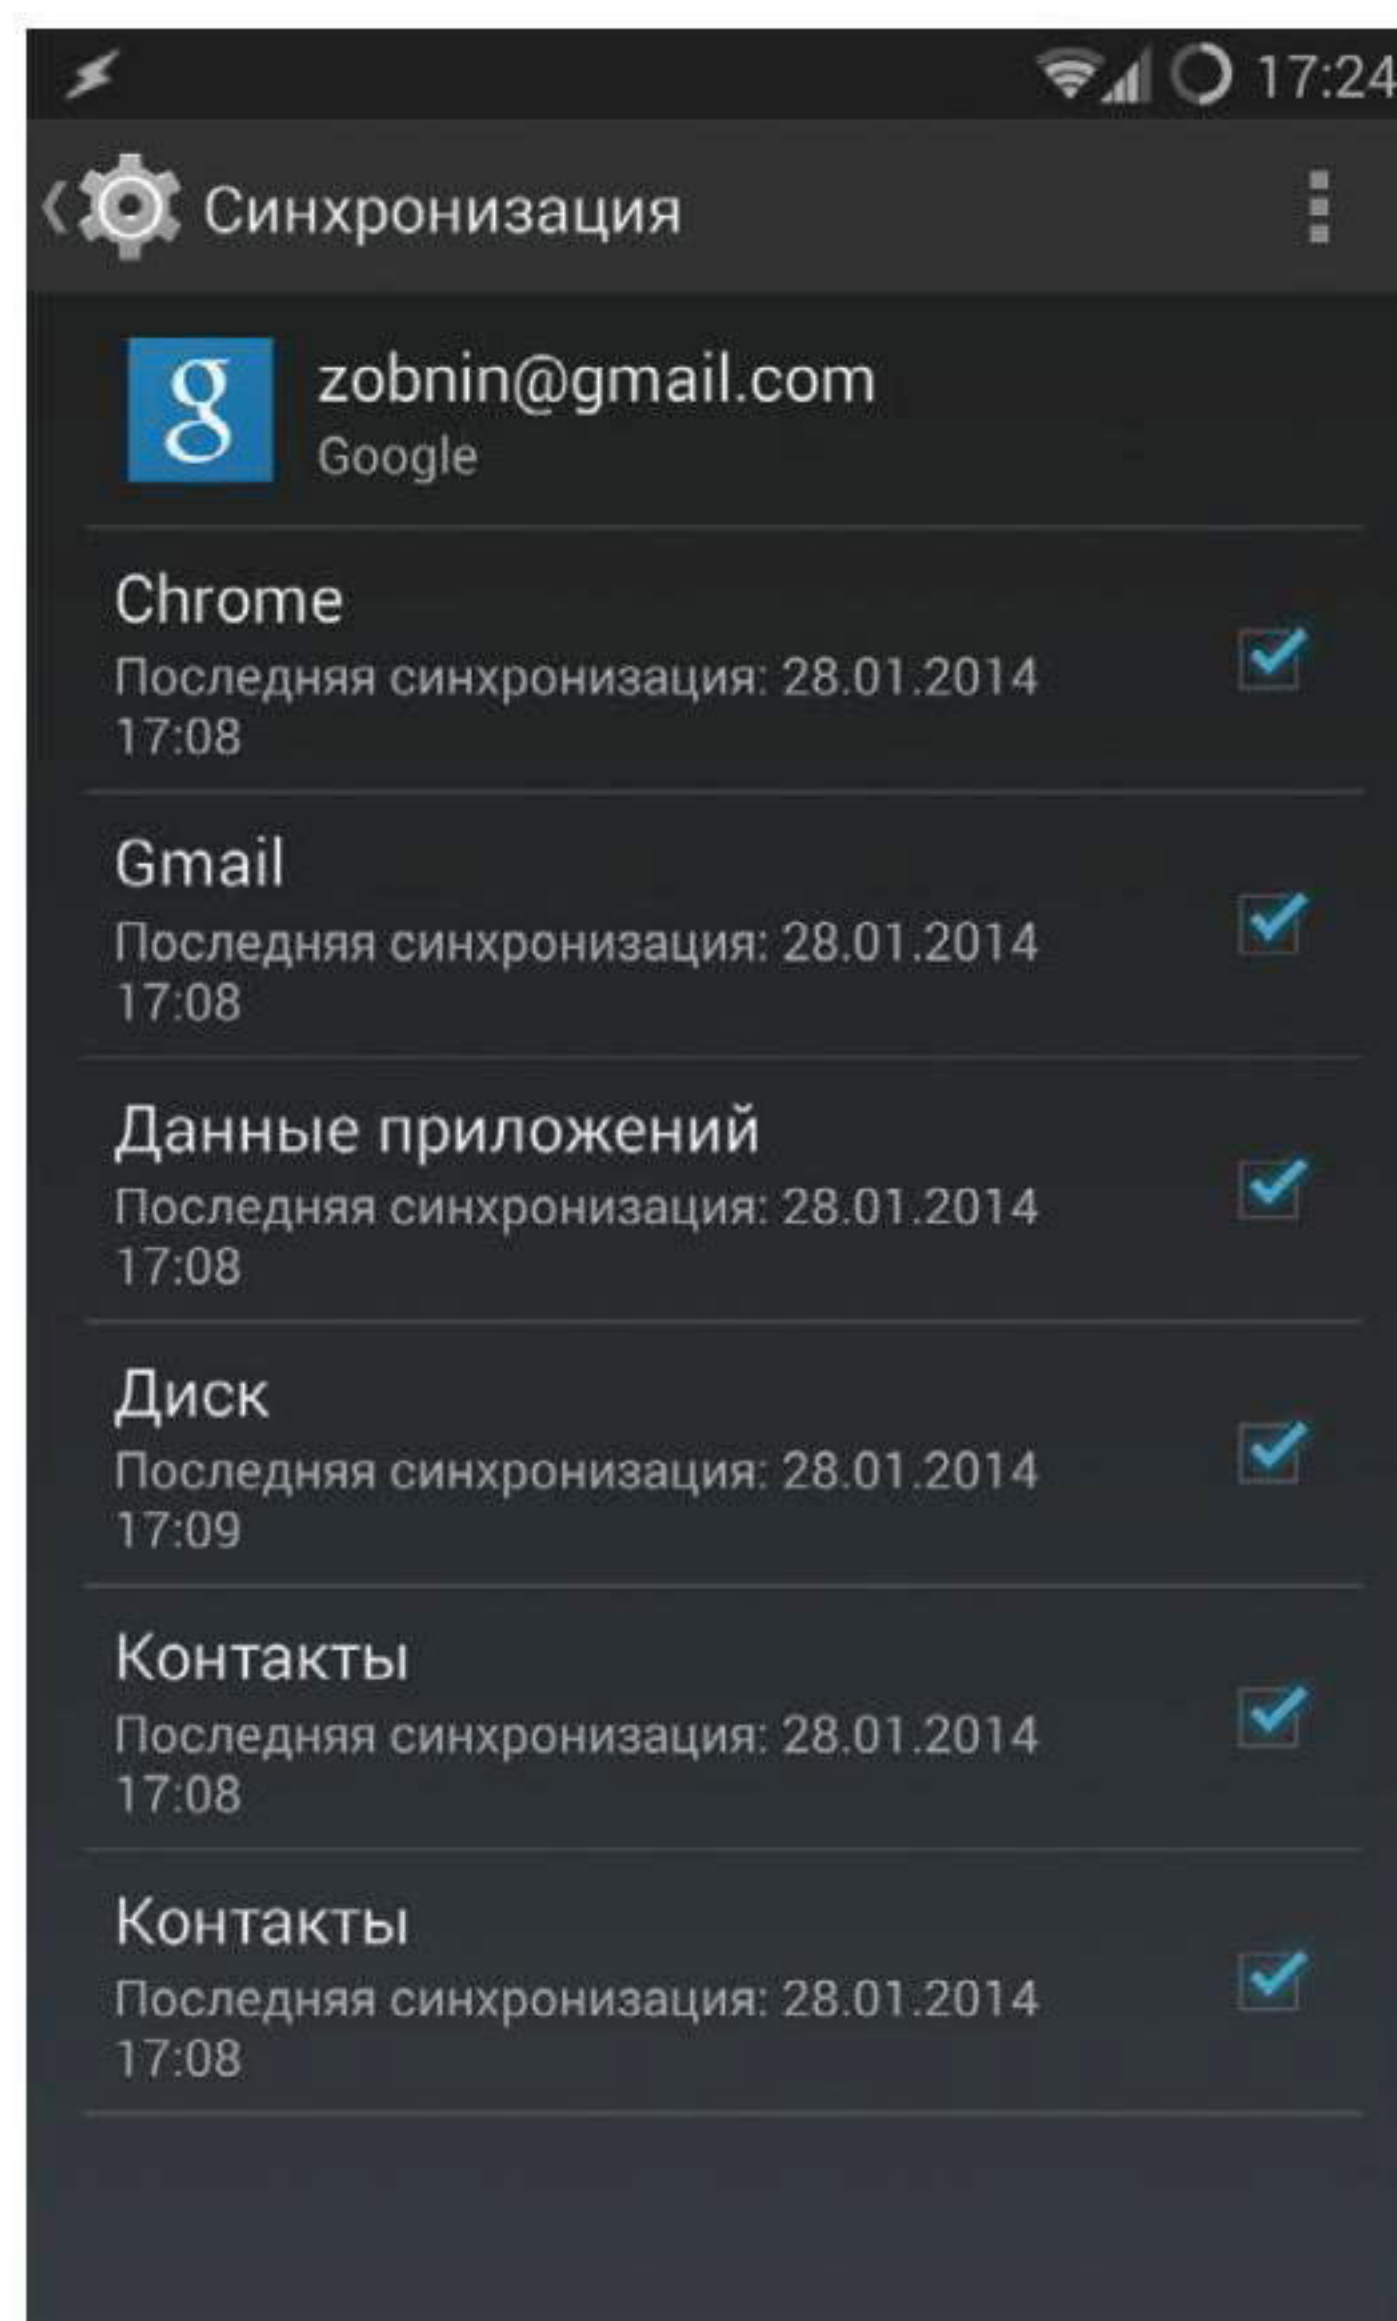 17:24
Синхронизация
g
zobnin@gmail.com
Google
Chrome
Последняя синхронизация: 28.01.2014
17:08
Gmail
Последняя синхронизация: 28.01.2014
17:08
Данные приложений
Последняя синхронизация: 28.01.2014
17:08
Диск
Последняя синхронизация: 28.01.2014
17:09
Контакты
Последняя синхронизация: 28.01.2014
17:08
Контакты
Последняя синхронизация: 28.01.2014
17:08